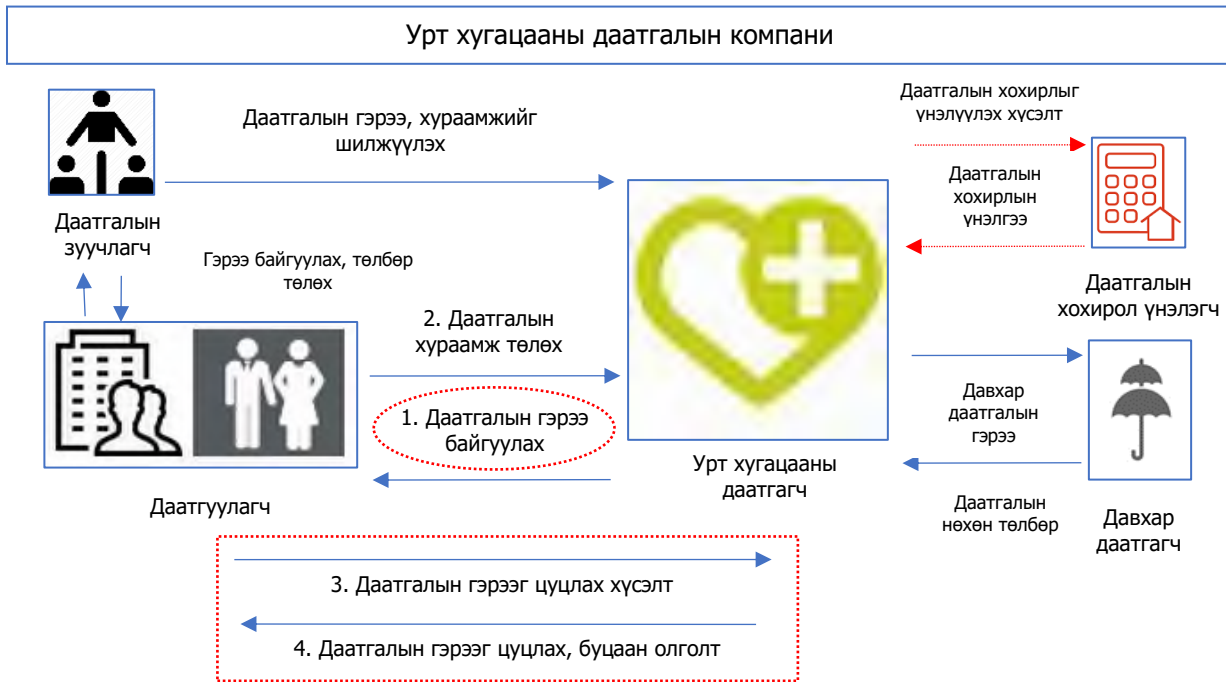 Урт хугацааны даатгалын компани
Даатгалын гэрээ, хураамжийг
шилжүүлэх
Даатгалын хохирлыг
үнэлүүлэх хүсэлт
Даатгалын
хохирлын
үнэлгээ
Даатгалын
зуучлагч
Гэрээ байгуулах, төлбөр
төлөх
Даатгалын
хохирол үнэлэгч
2. Даатгалын
хураамж төлөх
1. Даатгалын гэрээ
байгуулах
Давхар
даатгалын
гэрээ
Урт хугацааны
даатгагч
Даатгуулагч
Даатгалын
нөхөн төлбөр
Давхар
даатгагч
3. Даатгалын гэрээг цуцлах хүсэлт
4. Даатгалын гэрээг цуцлах, буцаан олголт